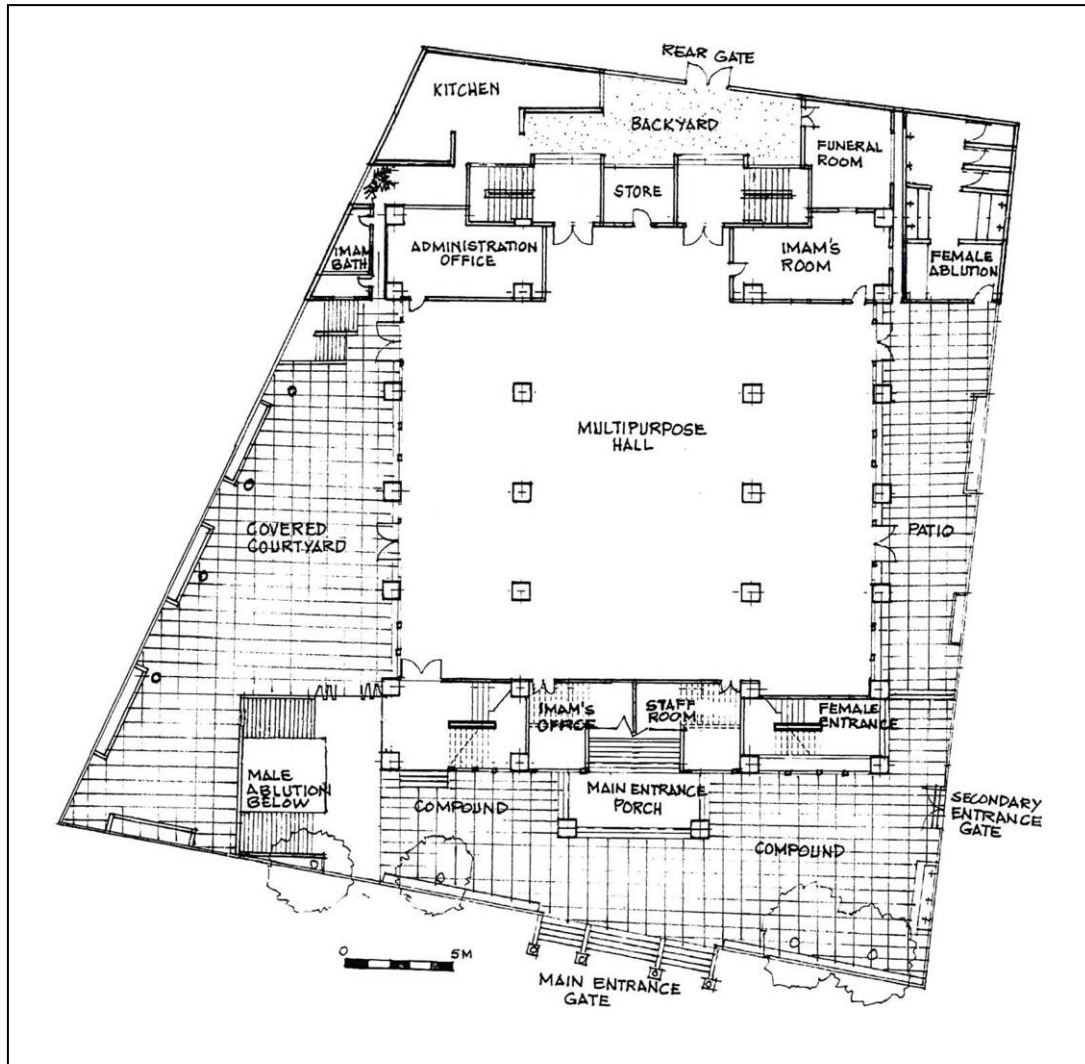 REAR GATE
KITCHEN
BACKYARD
FUNERAL
ROOM
STORE
IMAM
BATH
ADMINISTRATION
OFFICE
IMAM'S
ROOM
FEMALE
ABLUTION
MULTIPURPOSE
HALL
COVERED
COURTYARD
PATIO
IMAM'S
OFFICE
STAFF
ROOM
FEMALE
ENTRANCE
MALE
ABLUTION
BELOW
COMPOUND
MAIN ENTRANCE
PORCH
COMPOUND
SECONDARY
ENTRANCE
GATE
0 5M
MAIN ENTRANCE
GATE